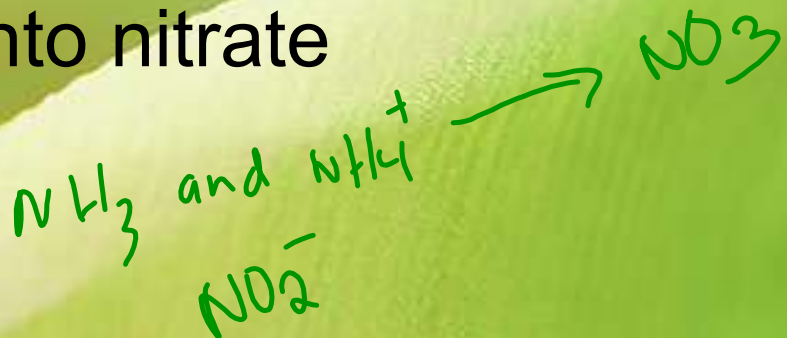 nto nitrate
NH3 and NH4+ → NO3
NO2-